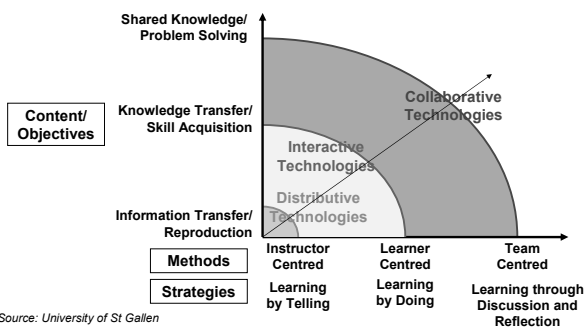 Shared Knowledge/
Problem Solving
Collaborative
Technologies
Content/
Objectives
Knowledge Transfer/
Skill Acquisition
Interactive
Technologies
Distributive
Technologies
Information Transfer/
Reproduction
Methods
Instructor
Centred
Learner
Centred
Team
Centred
Strategies
Learning
by Telling
Learning
by Doing
Learning through
Discussion and
Reflection
Source: University of St Gallen